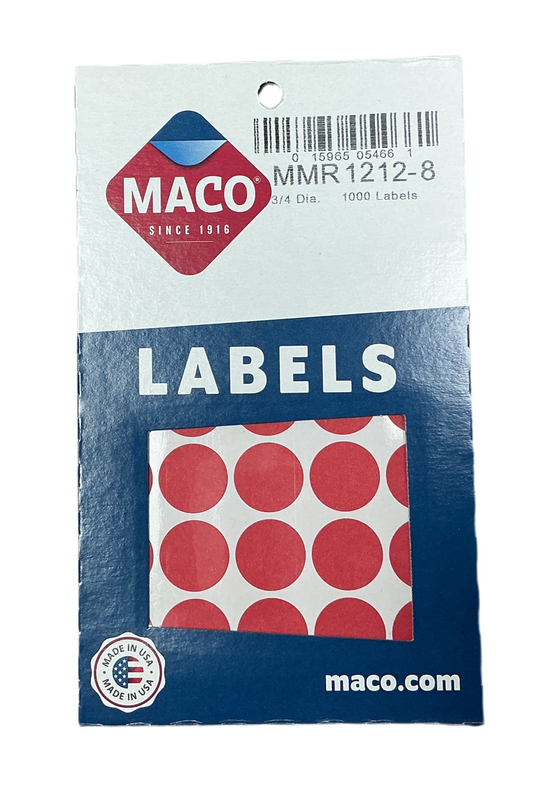 0 15965 05466 1
MMR1212-8
3/4 Dia. 1000 Labels
MACO®
SINCE 1916
LABELS
MADE IN USA
MADE IN USA
maco.com